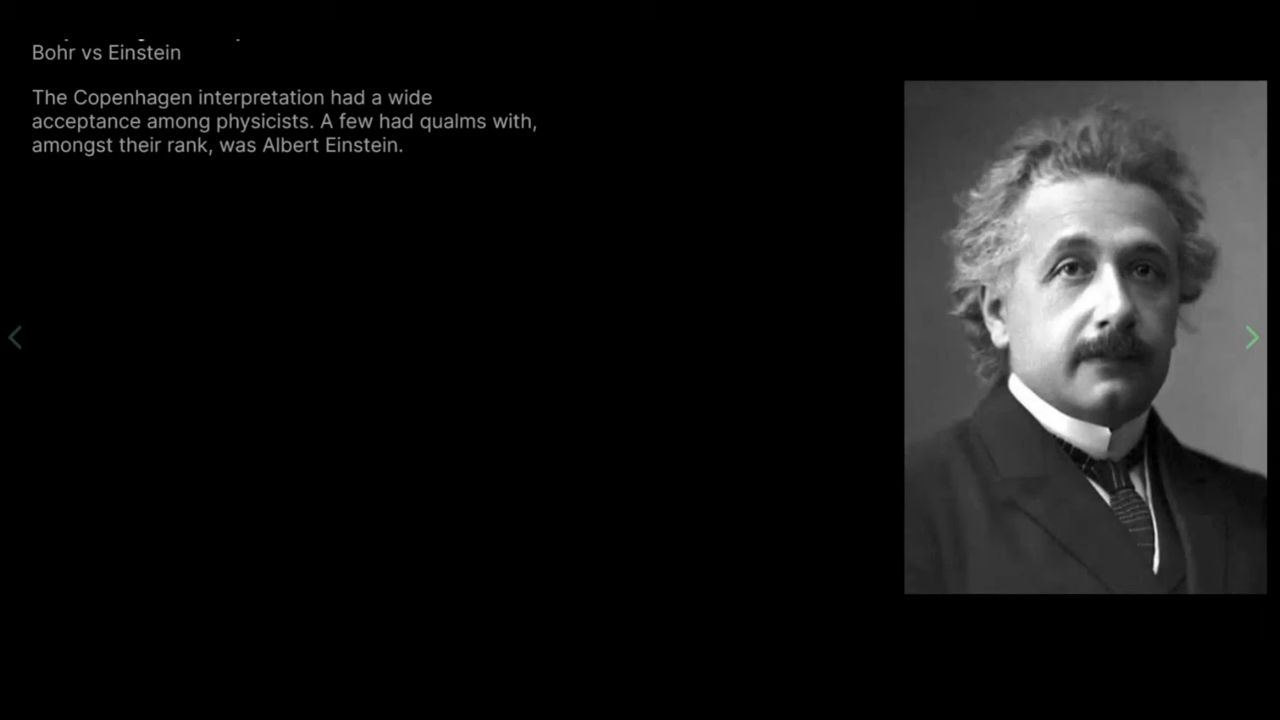 Bohr vs Einstein
The Copenhagen interpretation had a wide
acceptance among physicists. A few had qualms with,
amongst their rank, was Albert Einstein.